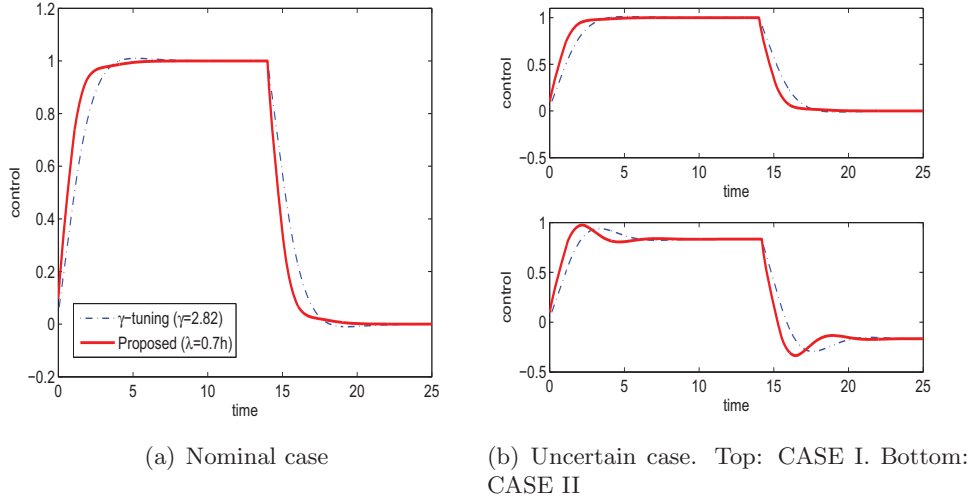 1.2
1
0.8
0.6
0.4
0.2
0
−0.2
control
γ−tuning (γ=2.82)
Proposed (λ=0.7h)
0 5 10 15 20 25
time
(a) Nominal case
1
0.5
0
−0.5
control
0 5 10 15 20 25
time
1
0.5
0
−0.5
control
0 5 10 15 20 25
time
(b) Uncertain case. Top: CASE I. Bottom:
CASE II